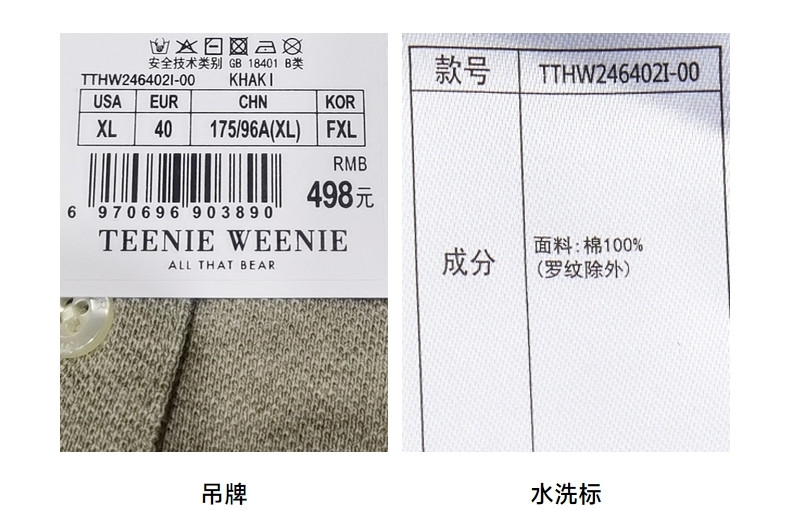 安全技术类别 GB 18401 B类
TTHW246402I-00 KHAKI
USA EUR CHN KOR
XL 40 175/96A(XL) FXL
RMB
498元
6 970696 903890
TEENIE WEENIE
ALL THAT BEAR
吊牌
款号 TTHW246402I-00
成分 面料:棉100%
(罗纹除外)
水洗标